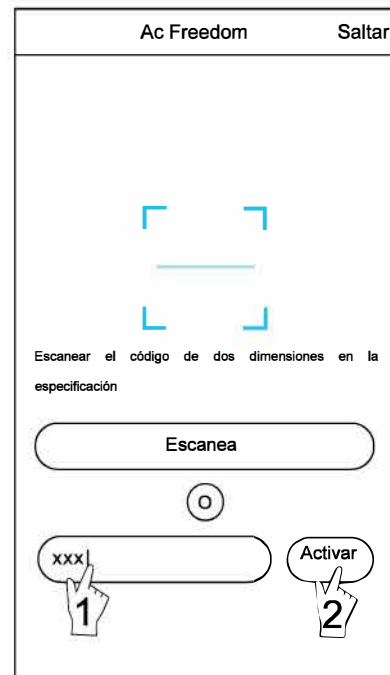 Ac Freedom Saltar
Escanear el código de dos dimensiones en la
especificación
Escanea
O
xxx Activar
1 2